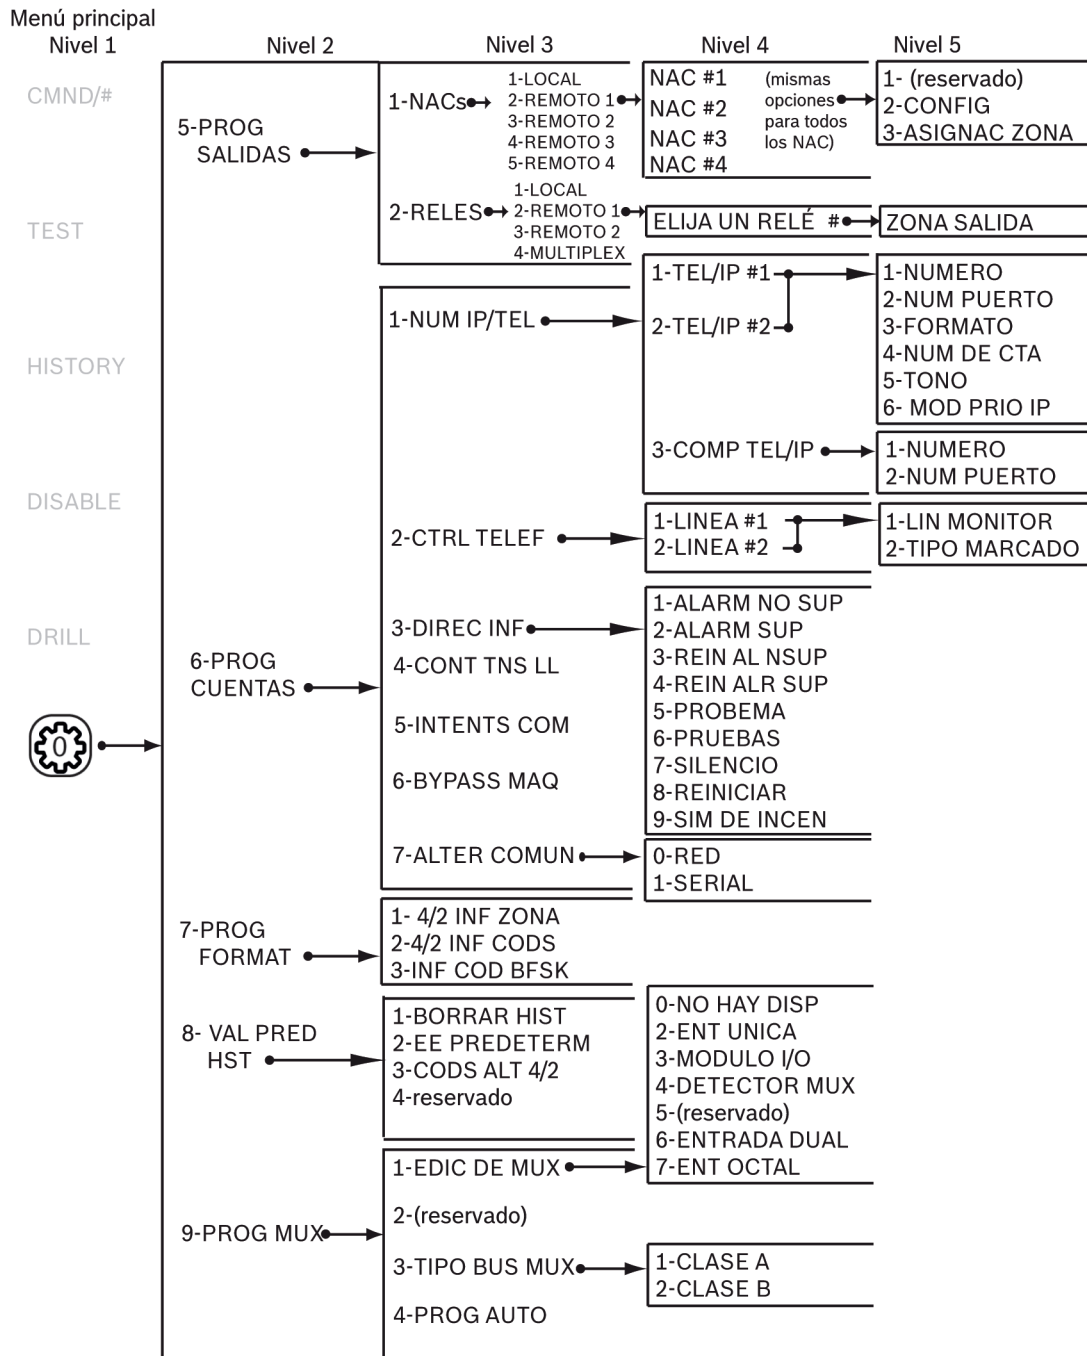 Menú principal
Nivel 1
Nivel 2
Nivel 3
Nivel 4
Nivel 5
CMND/#
TEST
HISTORY
DISABLE
DRILL
0
5-PROG
SALIDAS
1-NACs
1-LOCAL
2-REMOTO 1
3-REMOTO 2
4-REMOTO 3
5-REMOTO 4
NAC #1
NAC #2
NAC #3
NAC #4
(mismas
opciones
para todos
los NAC)
1- (reservado)
2-CONFIG
3-ASIGNAC ZONA
2-RELES
1-LOCAL
2-REMOTO 1
3-REMOTO 2
4-MULTIPLEX
ELIJA UN RELÉ #
ZONA SALIDA
6-PROG
CUENTAS
1-NUM IP/TEL
1-TEL/IP #1
2-TEL/IP #2
1-NUMERO
2-NUM PUERTO
3-FORMATO
4-NUM DE CTA
5-TONO
6- MOD PRIO IP
3-COMP TEL/IP
1-NUMERO
2-NUM PUERTO
2-CTRL TELEF
1-LINEA #1
2-LINEA #2
1-LIN MONITOR
2-TIPO MARCADO
3-DIREC INF
1-ALARM NO SUP
2-ALARM SUP
3-REIN AL NSUP
4-REIN ALR SUP
5-PROBEMA
6-PRUEBAS
7-SILENCIO
8-REINICIAR
9-SIM DE INCEN
4-CONT TNS LL
5-INTENTS COM
6-BYPASS MAQ
7-ALTER COMUN
0-RED
1-SERIAL
7-PROG
FORMAT
1- 4/2 INF ZONA
2-4/2 INF CODS
3-INF COD BFSK
8- VAL PRED
HST
1-BORRAR HIST
2-EE PREDETERM
3-CODS ALT 4/2
4-reservado
9-PROG MUX
1-EDIC DE MUX
0-NO HAY DISP
2-ENT UNICA
3-MODULO I/O
4-DETECTOR MUX
5-(reservado)
6-ENTRADA DUAL
7-ENT OCTAL
2-(reservado)
3-TIPO BUS MUX
1-CLASE A
2-CLASE B
4-PROG AUTO